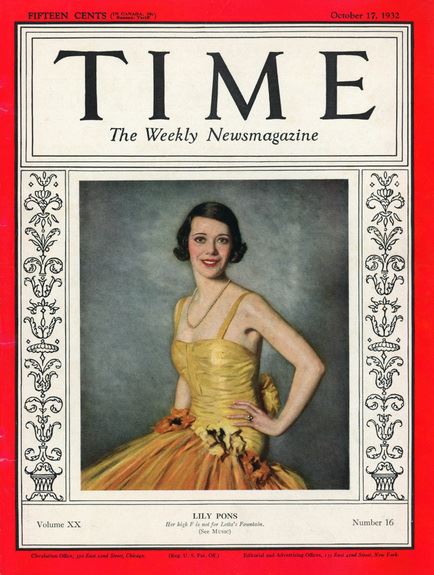 FIFTEEN CENTS (IN CANADA, 20c) October 17, 1932
TIME
The Weekly Newsmagazine
LILY PONS
Her high F is not for Lotta's Fountain.
(See Music)
Volume XX Number 16
Circulation Office, 350 East 22nd Street, Chicago. (Reg. U. S. Pat. Off.) Editorial and Advertising Offices, 135 East 42nd Street, New York.